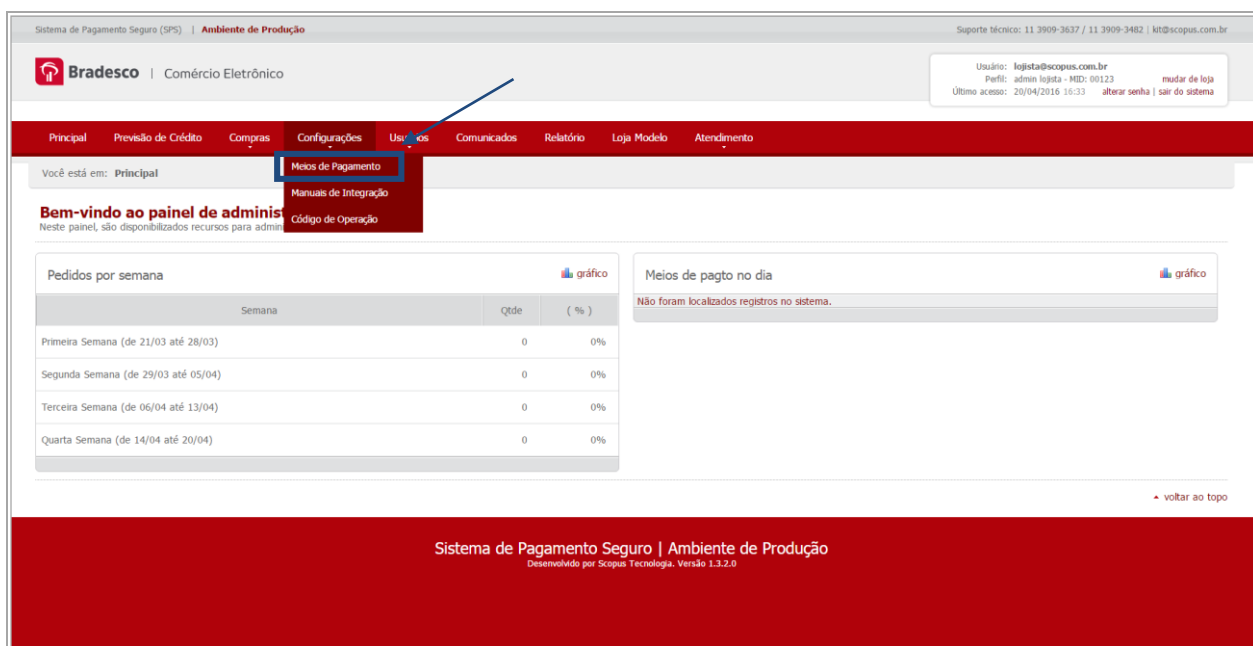 Sistema de Pagamento Seguro (SPS) | Ambiente de Produção
Suporte técnico: 11 3909-3637 / 11 3909-3482 | kit@scopus.com.br
Bradesco | Comércio Eletrônico
Usuário: lojista@scopus.com.br
Perfil: admin lojista - MID: 00123 mudar de loja
Último acesso: 20/04/2016 16:33 alterar senha | sair do sistema
Principal Previsão de Crédito Compras Configurações Comunicados Relatório Loja Modelo Atendimento
Meios de Pagamento
Manuais de Integração
Código de Operação
Você está em: Principal
Bem-vindo ao painel de
Neste painel, são disponibilizados recursos para
Pedidos por semana gráfico
Semana Qtde ( % )
Primeira Semana (de 21/03 até 28/03) 0 0%
Segunda Semana (de 29/03 até 05/04) 0 0%
Terceira Semana (de 06/04 até 13/04) 0 0%
Quarta Semana (de 14/04 até 20/04) 0 0%
Meios de pagto no dia gráfico
Não foram localizados registros no sistema.
voltar ao topo
Sistema de Pagamento Seguro | Ambiente de Produção
Desenvolvido por Scopus Tecnologia. Versão 1.3.2.0